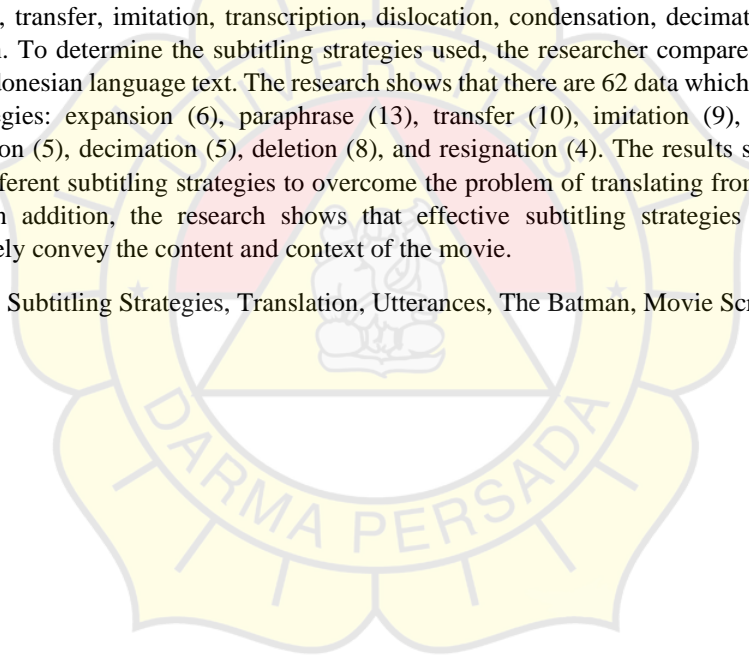 , transfer, imitation, transcription, dislocation, condensation, decimat
n. To determine the subtitling strategies used, the researcher compare
donesian language text. The research shows that there are 62 data which
egies: expansion (6), paraphrase (13), transfer (10), imitation (9),
on (5), decimation (5), deletion (8), and resignation (4). The results s
fferent subtitling strategies to overcome the problem of translating from
n addition, the research shows that effective subtitling strategies
ely convey the content and context of the movie.
Subtitling Strategies, Translation, Utterances, The Batman, Movie Scr
UNIVERSITAS
DARMA PERSADA